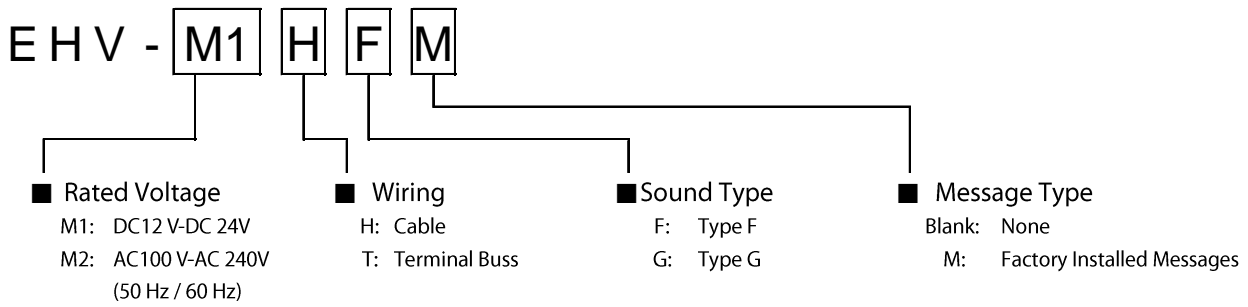 EHV-M1HFM
■ Rated Voltage
M1: DC12 V-DC 24V
M2: AC100 V-AC 240V
(50 Hz / 60 Hz)
■ Wiring
H: Cable
T: Terminal Buss
■ Sound Type
F: Type F
G: Type G
■ Message Type
Blank: None
M: Factory Installed Messages